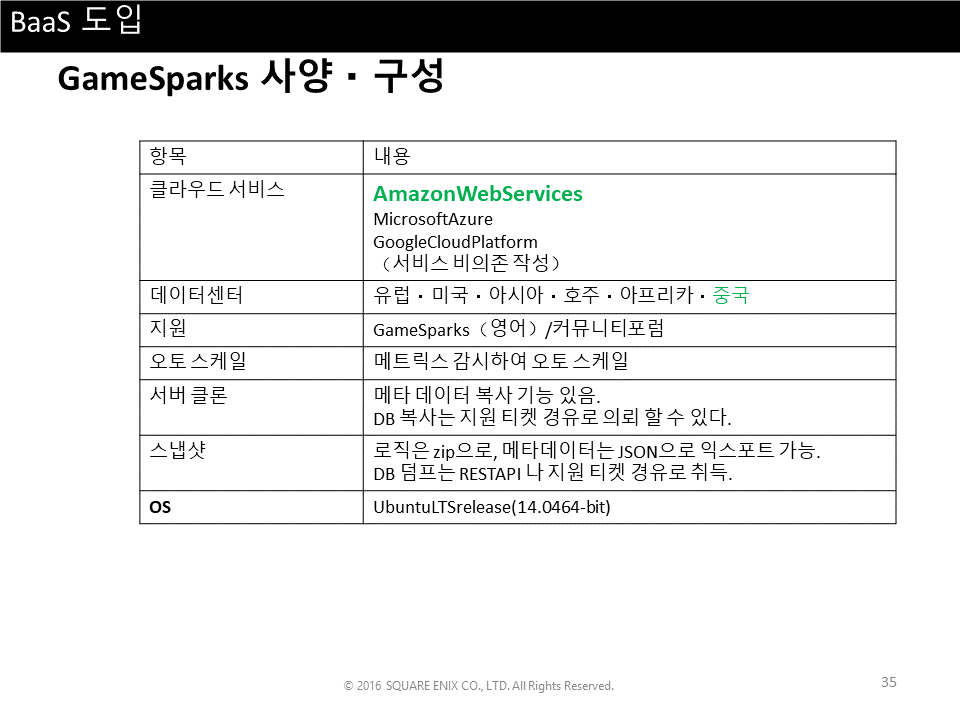 BaaS 도입
GameSparks 사양・구성
항목 내용
클라우드 서비스 AmazonWebServices
MicrosoftAzure
GoogleCloudPlatform
（서비스 비의존 작성）
데이터센터 유럽・미국・아시아・호주・아프리카・중국
지원 GameSparks（영어）/커뮤니티포럼
오토 스케일 메트릭스 감시하여 오토 스케일
서버 클론 메타 데이터 복사 기능 있음.
DB 복사는 지원 티켓 경유로 의뢰 할 수 있다.
스냅샷 로직은 zip으로, 메타데이터는 JSON으로 익스포트 가능.
DB 덤프는 RESTAPI 나 지원 티켓 경유로 취득.
OS UbuntuLTSrelease(14.0464-bit)
© 2016 SQUARE ENIX CO., LTD. All Rights Reserved.
35